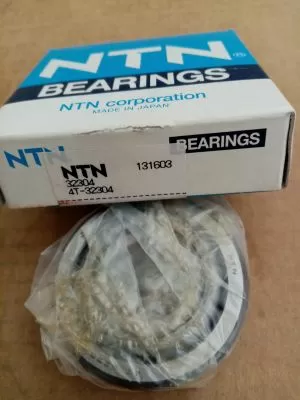 NTN®
BEARINGS
NTN corporation
MADE IN JAPAN
NTN
BEARINGS
NTN 131603
32304
4T-32304